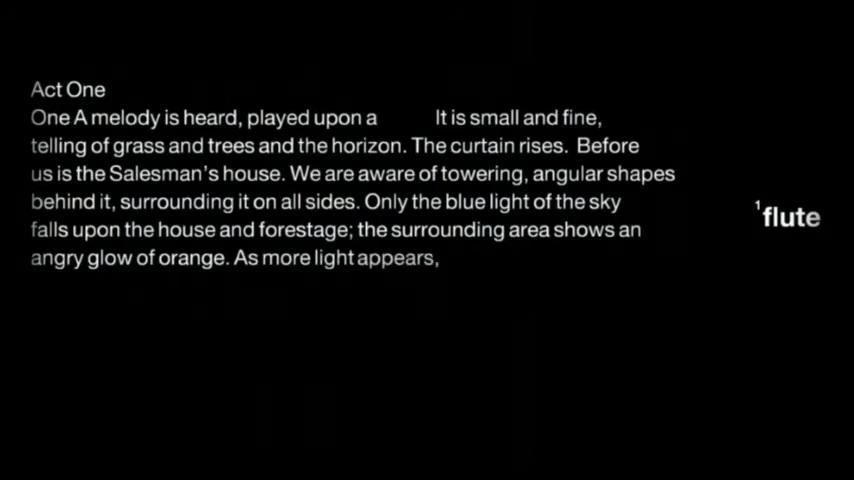 Act One
One A melody is heard, played upon a It is small and fine,
telling of grass and trees and the horizon. The curtain rises. Before
us is the Salesman's house. We are aware of towering, angular shapes
behind it, surrounding it on all sides. Only the blue light of the sky
falls upon the house and forestage; the surrounding area shows an
angry glow of orange. As more light appears,
¹flute